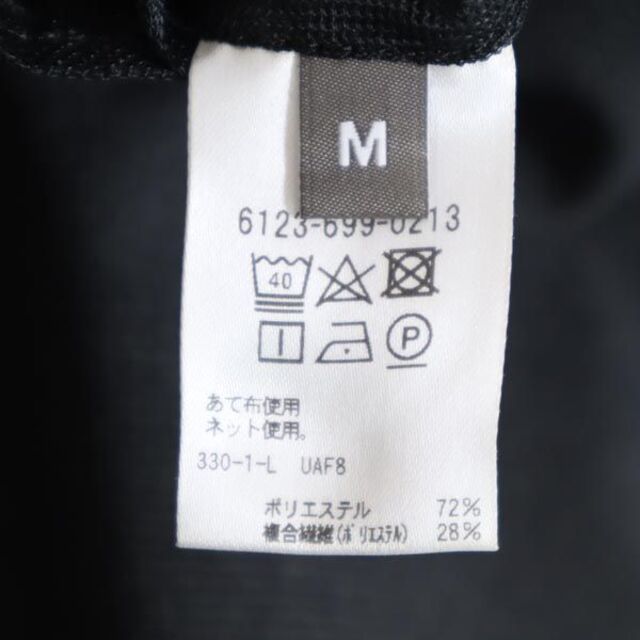 M
6123-699-0213
40
P
あて布使用
ネット使用。
330-1-L UAF8
ポリエステル 72%
複合繊維(ポリエステル) 28%